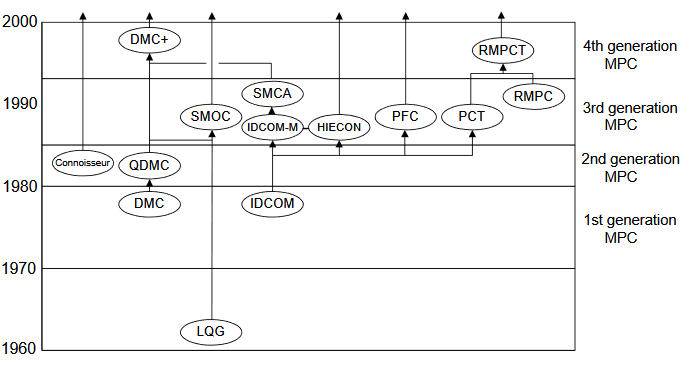 2000
DMC+
RMPCT
4th generation
MPC
SMCA
RMPC
1990
SMOC
IDCOM-M
HIECON
PFC
PCT
3rd generation
MPC
Connoisseur
QDMC
2nd generation
MPC
1980
DMC
IDCOM
1st generation
MPC
1970
LQG
1960